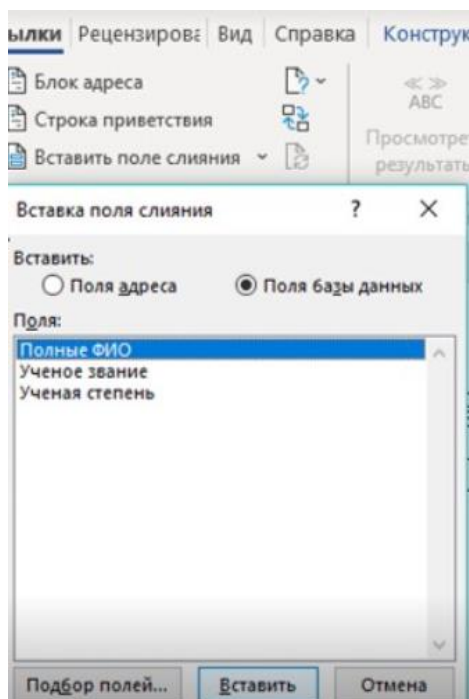 ылки Рецензирова Вид Справка Конструк
Блок адреса
Строка приветствия
Вставить поле слияния
ABC
Просмотре
результать
Вставка поля слияния ? ×
Вставить:
Поля адреса Поля базы данных
Поля:
Полные ФИО
Ученое звание
Ученая степень
Подбор полей... Вставить Отмена